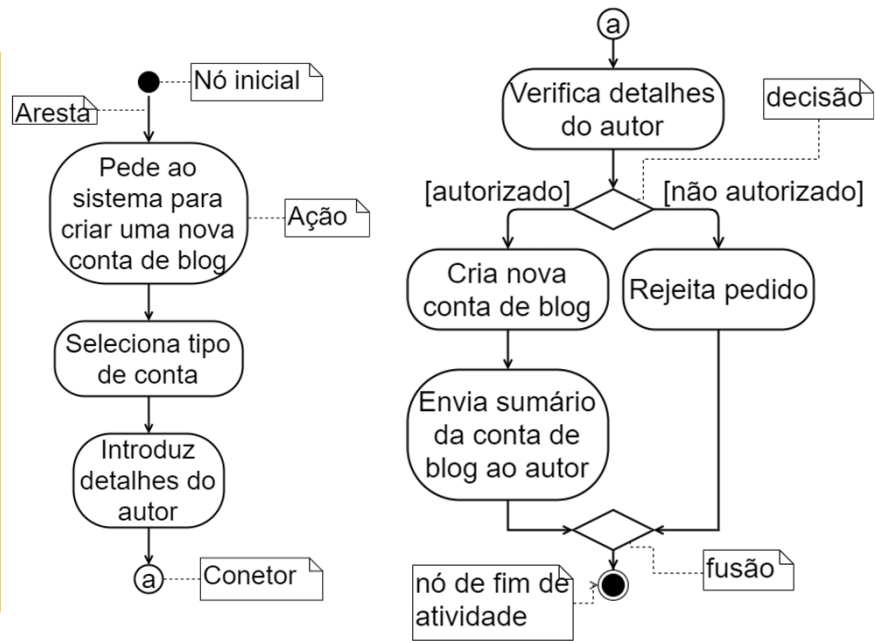 Nó inicial
Aresta
Pede ao
sistema para
criar uma nova
conta de blog
Ação
Seleciona tipo
de conta
Introduz
detalhes do
autor
a
Conetor
a
Verifica detalhes
do autor
decisão
[autorizado]
[não autorizado]
Cria nova
conta de blog
Rejeita pedido
Envia sumário
da conta de
blog ao autor
fusão
nó de fim de
atividade